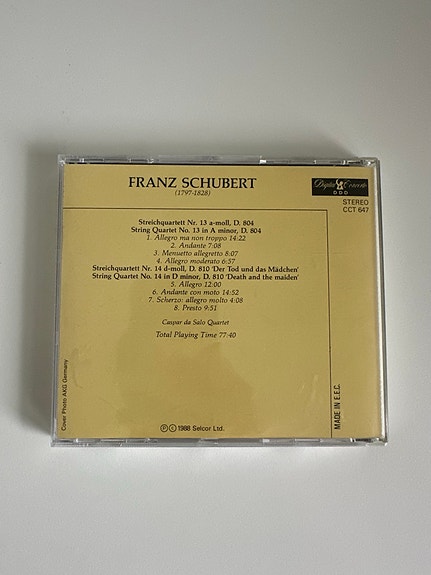 FRANZ SCHUBERT
(1797-1828)
Digital Concerto
DDD
STEREO
CCT 647
Streichquartett Nr. 13 a-moll, D. 804
String Quartet No. 13 in A minor, D. 804
1. Allegro ma non troppo 14:22
2. Andante 7:08
3. Menuetto allegretto 8:07
4. Allegro moderato 6:57
Streichquartett Nr. 14 d-moll, D. 810 'Der Tod und das Mädchen'
String Quartet No. 14 in D minor, D. 810 'Death and the maiden'
5. Allegro 12:00
6. Andante con moto 14:52
7. Scherzo: allegro molto 4:08
8. Presto 9:51
Caspar da Salo Quartet
Total Playing Time 77:40
Cover Photo AKG Germany
℗ © 1988 Selcor Ltd.
MADE IN E.E.C.